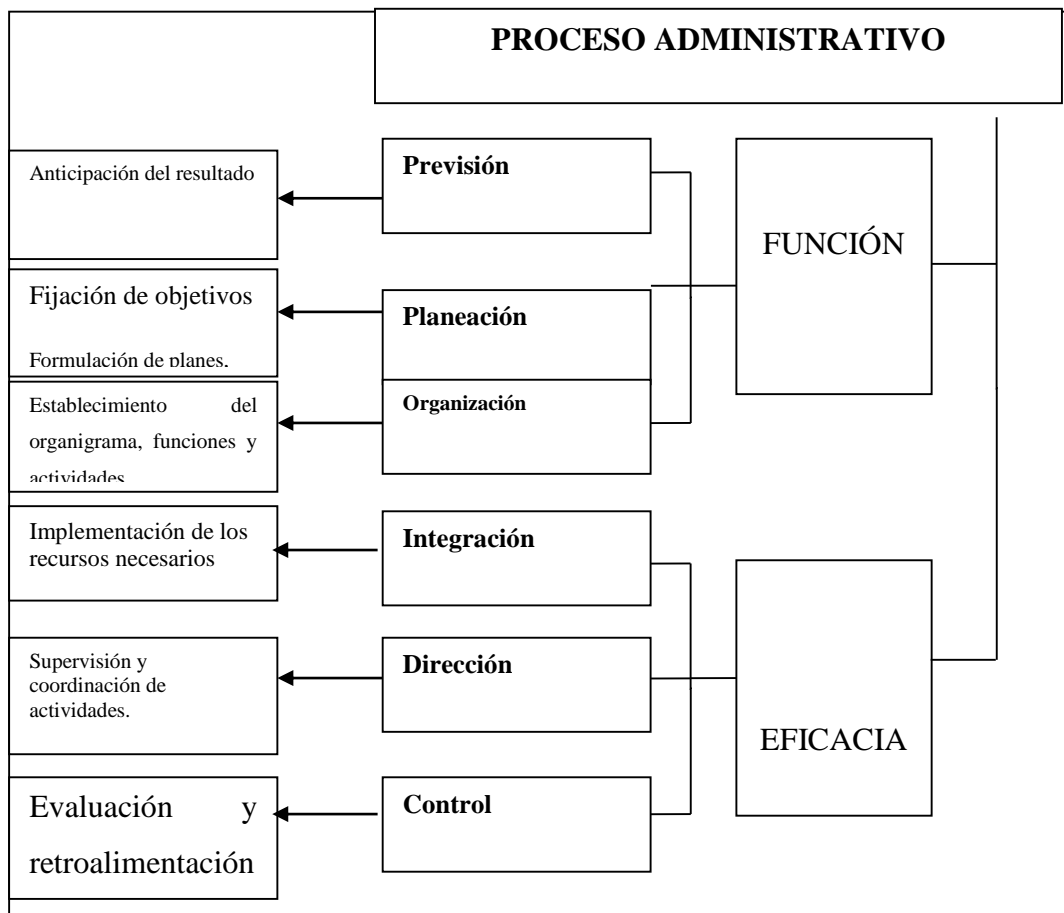 PROCESO ADMINISTRATIVO
Anticipación del resultado
Previsión
FUNCIÓN
Fijación de objetivos
Formulación de planes.
Planeación
Establecimiento del
organigrama, funciones y
actividades
Organización
Implementación de los
recursos necesarios
Integración
Supervisión y
coordinación de
actividades.
Dirección
EFICACIA
Evaluación y
retroalimentación
Control